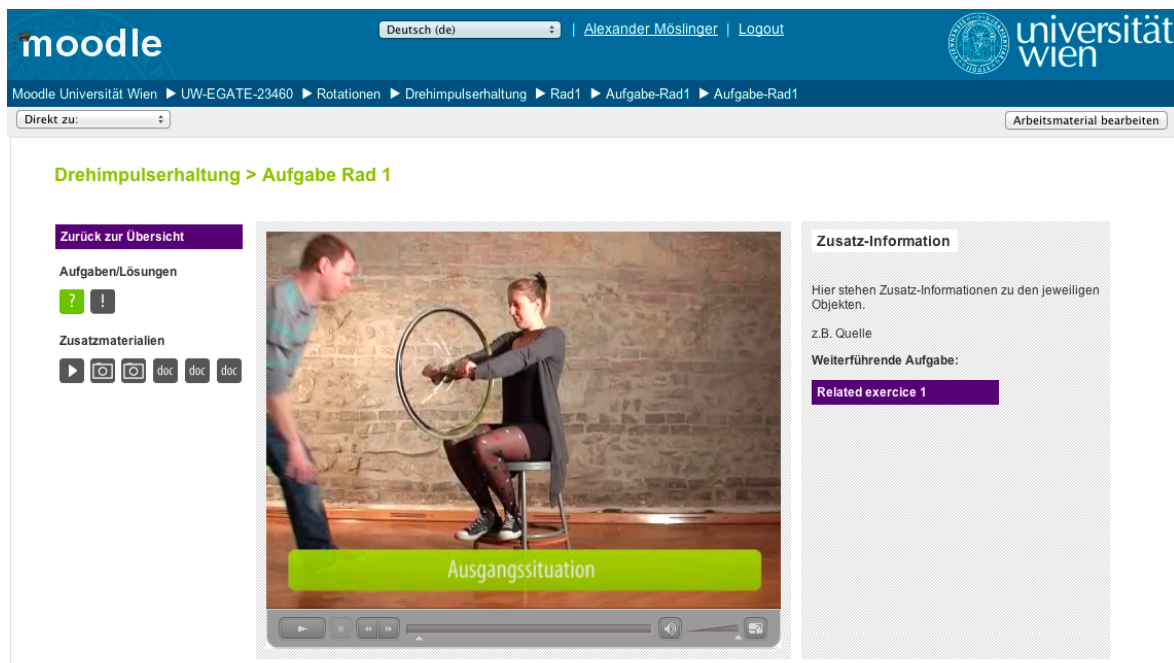 moodle
Deutsch (de) | Alexander Möslinger | Logout
universität
wien
Moodle Universität Wien ► UW-EGATE-23460 ► Rotationen ► Drehimpulserhaltung ► Rad1 ► Aufgabe-Rad1 ► Aufgabe-Rad1
Direkt zu:
Arbeitsmaterial bearbeiten
Drehimpulserhaltung > Aufgabe Rad 1
Zurück zur Übersicht
Aufgaben/Lösungen
? !
Zusatzmaterialien
doc doc doc
Ausgangssituation
Zusatz-Information
Hier stehen Zusatz-Informationen zu den jeweiligen
Objekten.
z.B. Quelle
Weiterführende Aufgabe:
Related exercice 1